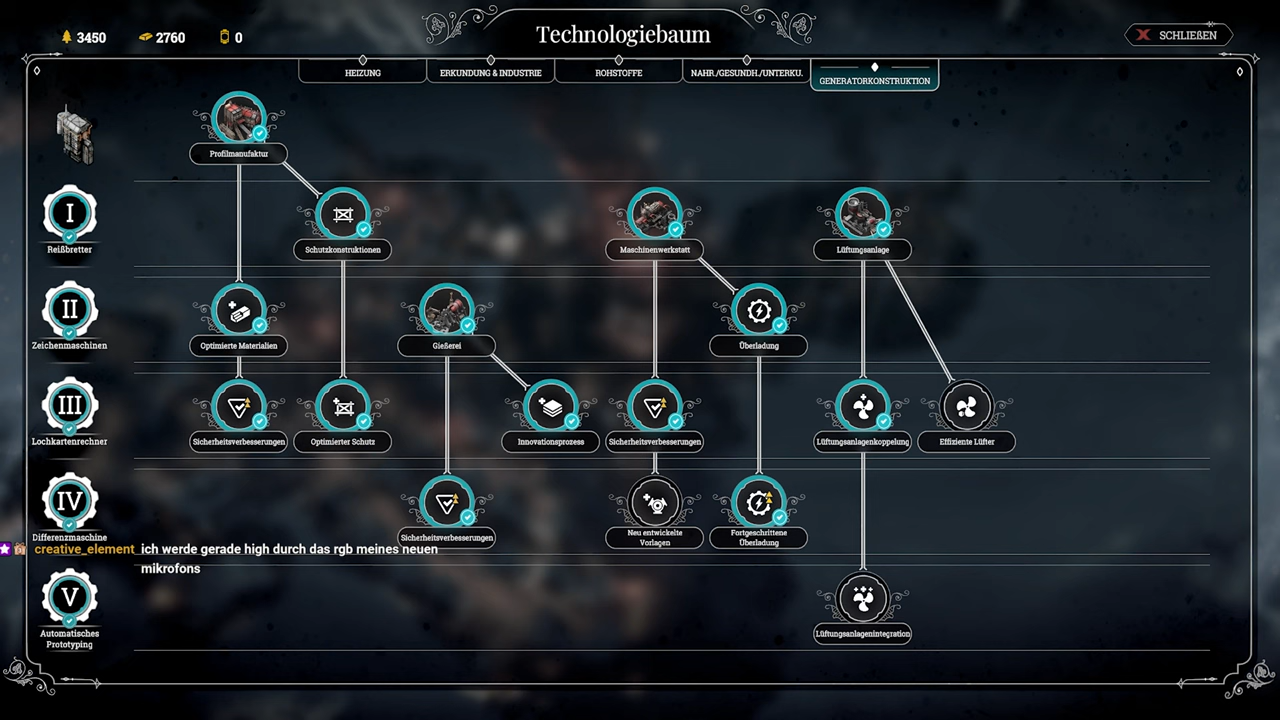 3450
2760
0
Technologiebaum
SCHLIEẞEN
HEIZUNG
ERKUNDUNG & INDUSTRIE
ROHSTOFFE
NAHR./GESUNDH./UNTERKU.
GENERATORKONSTRUKTION
Profilmanufaktur
I
Reißbretter
Schutzkonstruktionen
Maschinenwerkstatt
Lüftungsanlage
II
Zeichenmaschinen
Optimierte Materialien
Gießerei
Überladung
III
Lochkartenrechner
Sicherheitsverbesserungen
Optimierter Schutz
Innovationsprozess
Sicherheitsverbesserungen
Lüftungsanlagenkoppelung
Effiziente Lüfter
IV
Differenzmaschine
Sicherheitsverbesserungen
Neu entwickelte
Vorlagen
Fortgeschrittene
Überladung
creative_element ich werde gerade high durch das rgb meines neuen
mikrofons
V
Automatisches
Prototyping
Lüftungsanlagenintegration